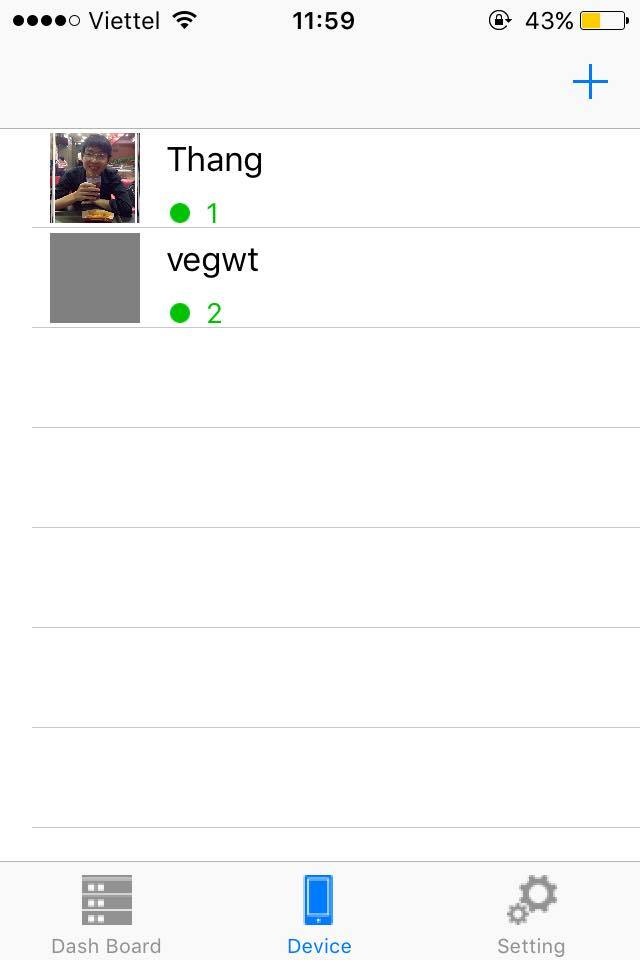 Viettel 11:59 43%
Thang
1
vegwt
2
Dash Board Device Setting